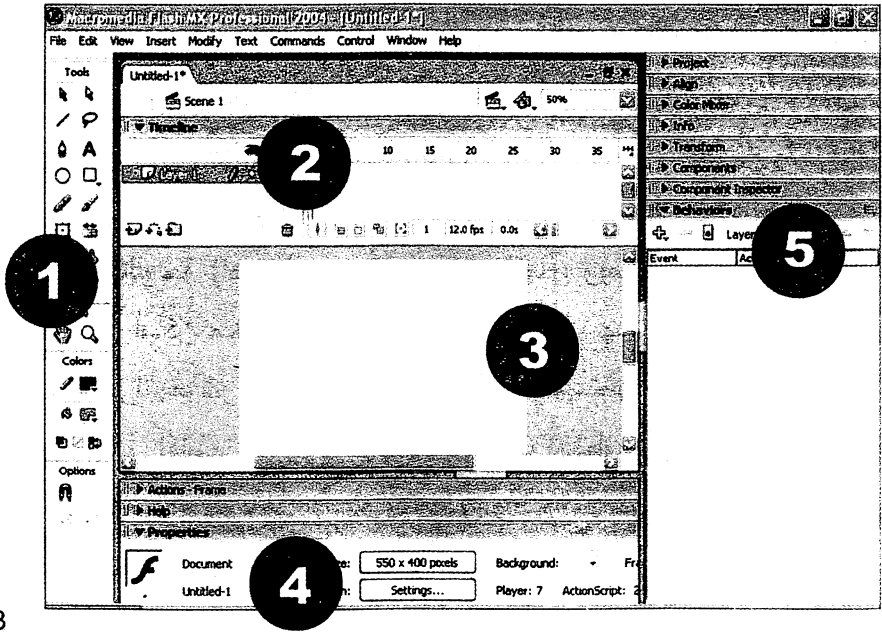 Macromedia Flash MX Professional 2004 - [Untitled-1*]
File Edit View Insert Modify Text Commands Control Window Help
Tools
Untitled-1*
Scene 1
50%
Timeline
10 15 20 25 30 35
Layer 1
1 12.0 fps 0.0s
Colors
Options
Actions - Frame
Help
Properties
Document
550 x 400 pixels
Background:
Untitled-1
Settings...
Player: 7
ActionScript: 2
Project
Align
Color Mixer
Info
Transform
Components
Component Inspector
Behaviors
Event
1
2
3
4
5